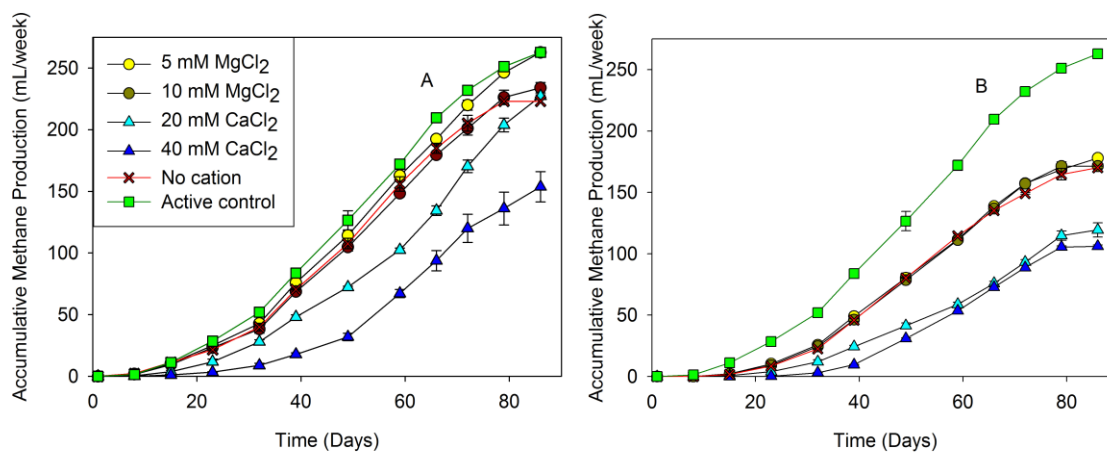 Accumulative Methane Production (mL/week)
250
200
150
100
50
0
5 mM MgCl₂
10 mM MgCl₂
20 mM CaCl₂
40 mM CaCl₂
No cation
Active control
A
0 20 40 60 80
Time (Days)
Accumulative Methane Production (mL/week)
250
200
150
100
50
0
B
0 20 40 60 80
Time (Days)